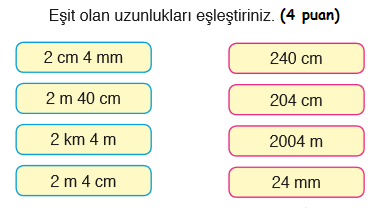 Eşit olan uzunlukları eşleştiriniz. (4 puan)
2 cm 4 mm 240 cm
2 m 40 cm 204 cm
2 km 4 m 2004 m
2 m 4 cm 24 mm